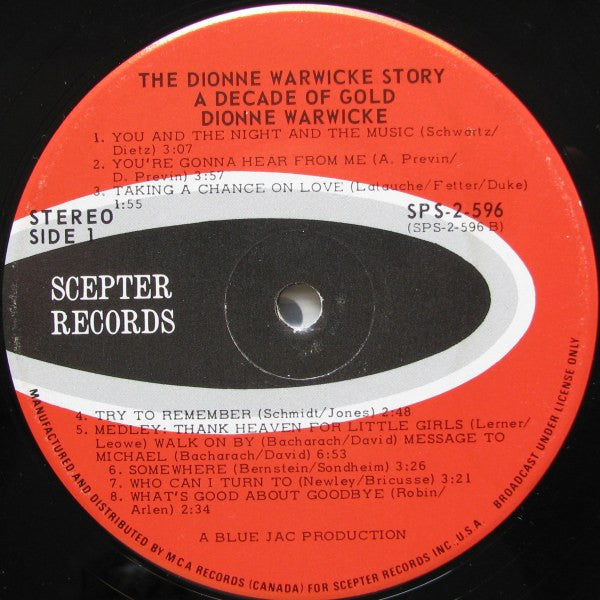 THE DIONNE WARWICKE STORY
A DECADE OF GOLD
DIONNE WARWICKE
1. YOU AND THE NIGHT AND THE MUSIC (Schwartz/
Dietz) 3:07
2. YOU'RE GONNA HEAR FROM ME (A. Previn/
D. Previn) 3:57
3. TAKING A CHANCE ON LOVE (Latauche/Fetter/Duke)
1:55
STEREO
SIDE 1
SPS-2-596
(SPS-2-596 B)
SCEPTER
RECORDS
4. TRY TO REMEMBER (Schmidt/Jones) 2:48
5. MEDLEY: THANK HEAVEN FOR LITTLE GIRLS (Lerner/
Leowe) WALK ON BY (Bacharach/David) MESSAGE TO
MICHAEL (Bacharach/David) 6:53
6. SOMEWHERE (Bernstein/Sondheim) 3:26
7. WHO CAN I TURN TO (Newley/Bricusse) 3:21
8. WHAT'S GOOD ABOUT GOODBYE (Robin/
Arlen) 2:34
A BLUE JAC PRODUCTION
MANUFACTURED AND DISTRIBUTED BY MCA RECORDS (CANADA) FOR SCEPTER RECORDS INC., U.S.A
BROADCAST UNDER LICENSE ONLY